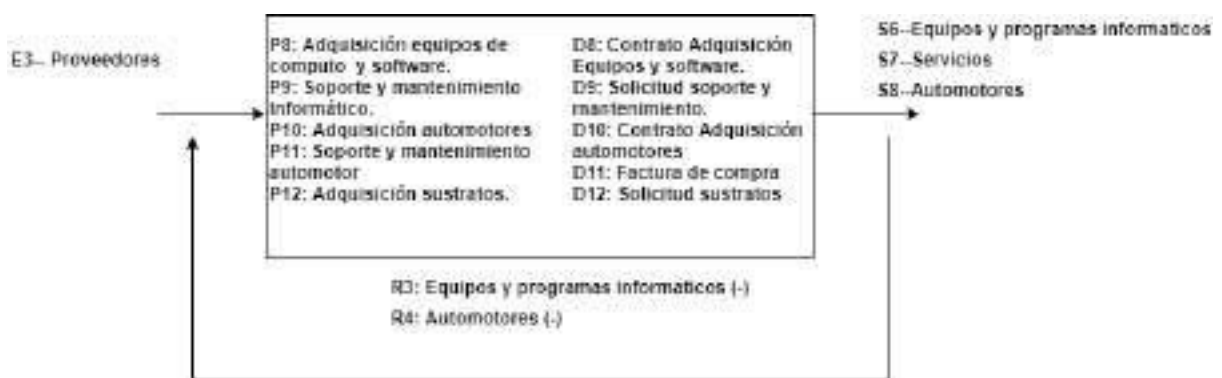 E3-- Proveedores
P8: Adquisición equipos de
computo y software.
P9: Soporte y mantenimiento
Informático.
P10: Adquisición automotores
P11: Soporte y mantenimiento
automotor
P12: Adquisición sustratos.
D8: Contrato Adquisición
Equipos y software.
D9: Solicitud soporte y
mantenimiento.
D10: Contrato Adquisición
automotores
D11: Factura de compra
D12: Solicitud sustratos
S6--Equipos y programas informaticos
S7--Servicios
S8--Automotores
R3: Equipos y programas informáticos (-)
R4: Automotores (-)